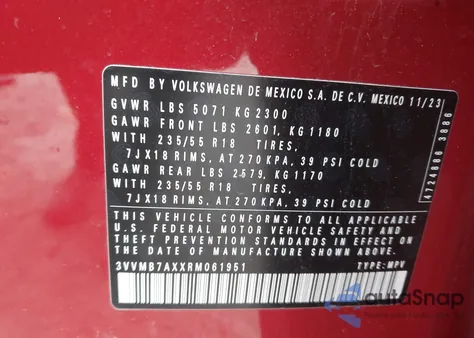 MFD BY VOLKSWAGEN DE MEXICO S.A. DE C.V. MEXICO 11/23
GVWR LBS 5071 KG 2300
GAWR FRONT LBS 2601, KG 1180
WITH 235/55 R18 TIRES,
7JX18 RIMS, AT 270 KPA, 39 PSI COLD
GAWR REAR LBS 2579, KG 1170
WITH 235/55 R18 TIRES,
7JX18 RIMS, AT 270 KPA, 39 PSI COLD
THIS VEHICLE CONFORMS TO ALL APPLICABLE
U.S. FEDERAL MOTOR VEHICLE SAFETY AND
THEFT PREVENTION STANDARDS IN EFFECT ON
THE DATE OF MANUFACTURE SHOWN ABOVE
3VVMB7AXXRM061951 TYPE: MPV
4724886 3886
autoSnap